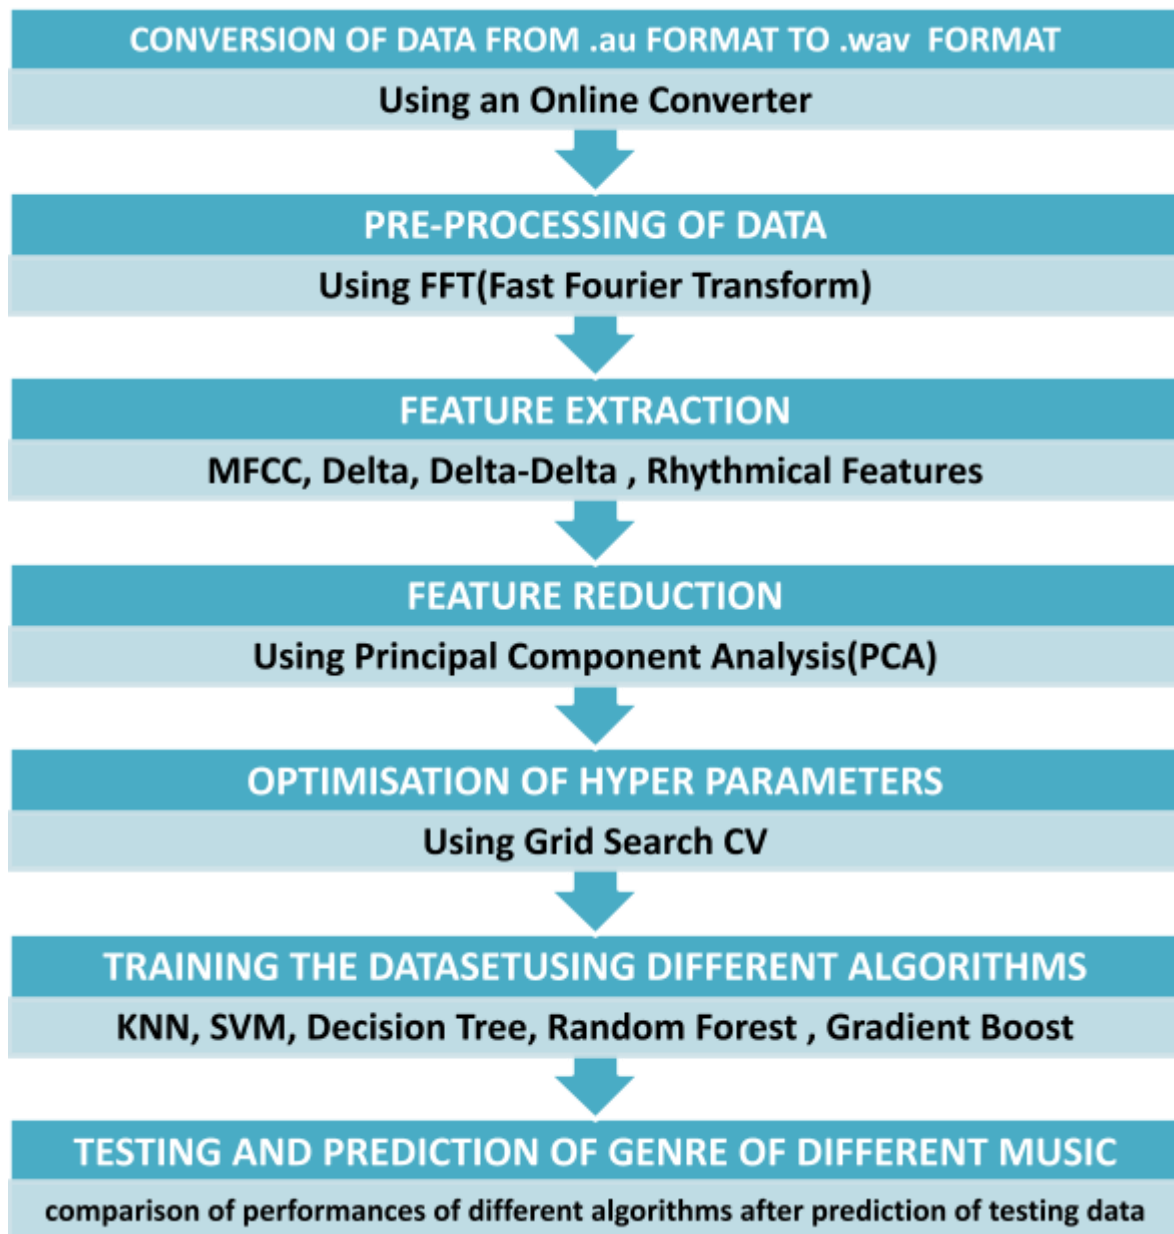 CONVERSION OF DATA FROM .au FORMAT TO .wav FORMAT
Using an Online Converter
PRE-PROCESSING OF DATA
Using FFT(Fast Fourier Transform)
FEATURE EXTRACTION
MFCC, Delta, Delta-Delta , Rhythmical Features
FEATURE REDUCTION
Using Principal Component Analysis(PCA)
OPTIMISATION OF HYPER PARAMETERS
Using Grid Search CV
TRAINING THE DATASETUSING DIFFERENT ALGORITHMS
KNN, SVM, Decision Tree, Random Forest , Gradient Boost
TESTING AND PREDICTION OF GENRE OF DIFFERENT MUSIC
comparison of performances of different algorithms after prediction of testing data